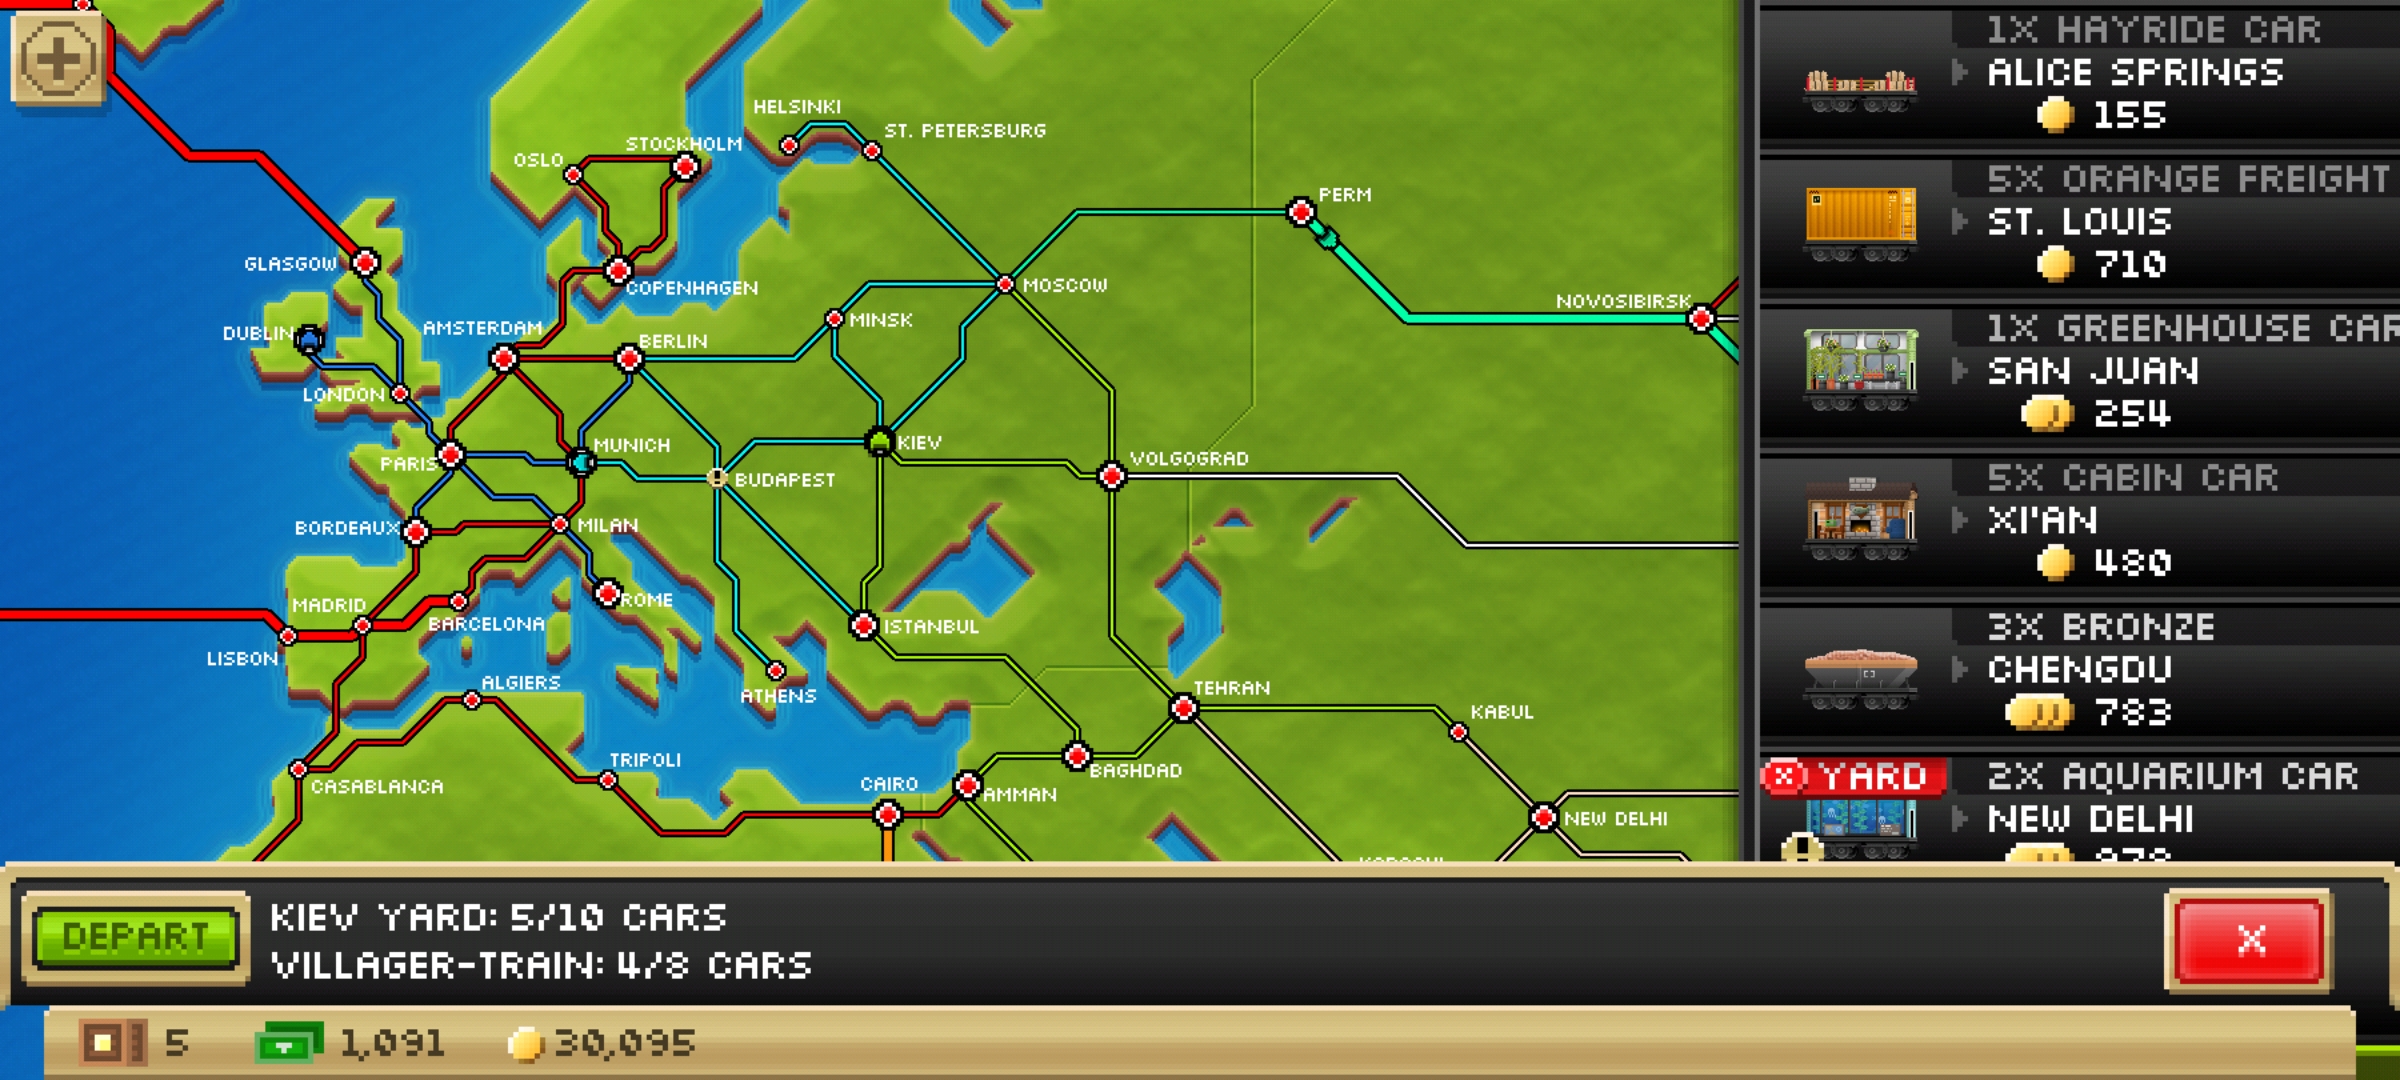 HELSINKI
ST. PETERSBURG
STOCKHOLM
OSLO
PERM
GLASGOW
COPENHAGEN
MOSCOW
NOVOSIBIRSK
DUBLIN
AMSTERDAM
BERLIN
MINSK
LONDON
MUNICH
KIEV
PARIS
BUDAPEST
VOLGOGRAD
BORDEAUX
MILAN
MADRID
ROME
BARCELONA
ISTANBUL
LISBON
ALGIERS
ATHENS
TEHRAN
KABUL
TRIPOLI
CASABLANCA
CAIRO
BAGHDAD
AMMAN
NEW DELHI
1X HAYRIDE CAR
ALICE SPRINGS
155
5X ORANGE FREIGHT
ST. LOUIS
710
1X GREENHOUSE CAR
SAN JUAN
254
5X CABIN CAR
XI'AN
480
3X BRONZE
CHENGDU
783
YARD 2X AQUARIUM CAR
NEW DELHI
DEPART
KIEV YARD: 5/10 CARS
VILLAGER-TRAIN: 4/8 CARS
X
5 1,091 30,095